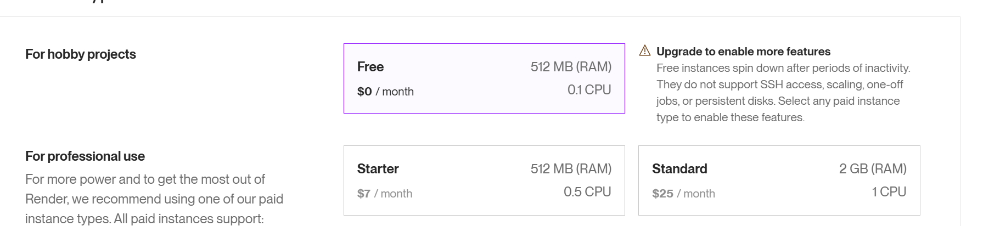 For hobby projects
Free
512 MB (RAM)
$0 / month
0.1 CPU
Upgrade to enable more features
Free instances spin down after periods of inactivity.
They do not support SSH access, scaling, one-off
jobs, or persistent disks. Select any paid instance
type to enable these features.
For professional use
For more power and to get the most out of
Render, we recommend using one of our paid
instance types. All paid instances support:
Starter
512 MB (RAM)
$7 / month
0.5 CPU
Standard
2 GB (RAM)
$25 / month
1 CPU